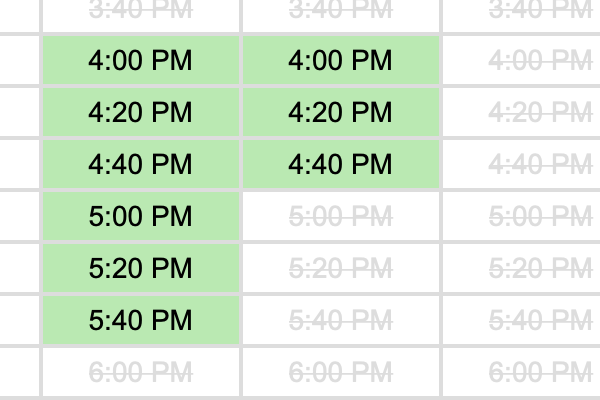 3:40 PM 3:40 PM 3:40 PM
4:00 PM 4:00 PM 4:00 PM
4:20 PM 4:20 PM 4:20 PM
4:40 PM 4:40 PM 4:40 PM
5:00 PM 5:00 PM 5:00 PM
5:20 PM 5:20 PM 5:20 PM
5:40 PM 5:40 PM 5:40 PM
6:00 PM 6:00 PM 6:00 PM